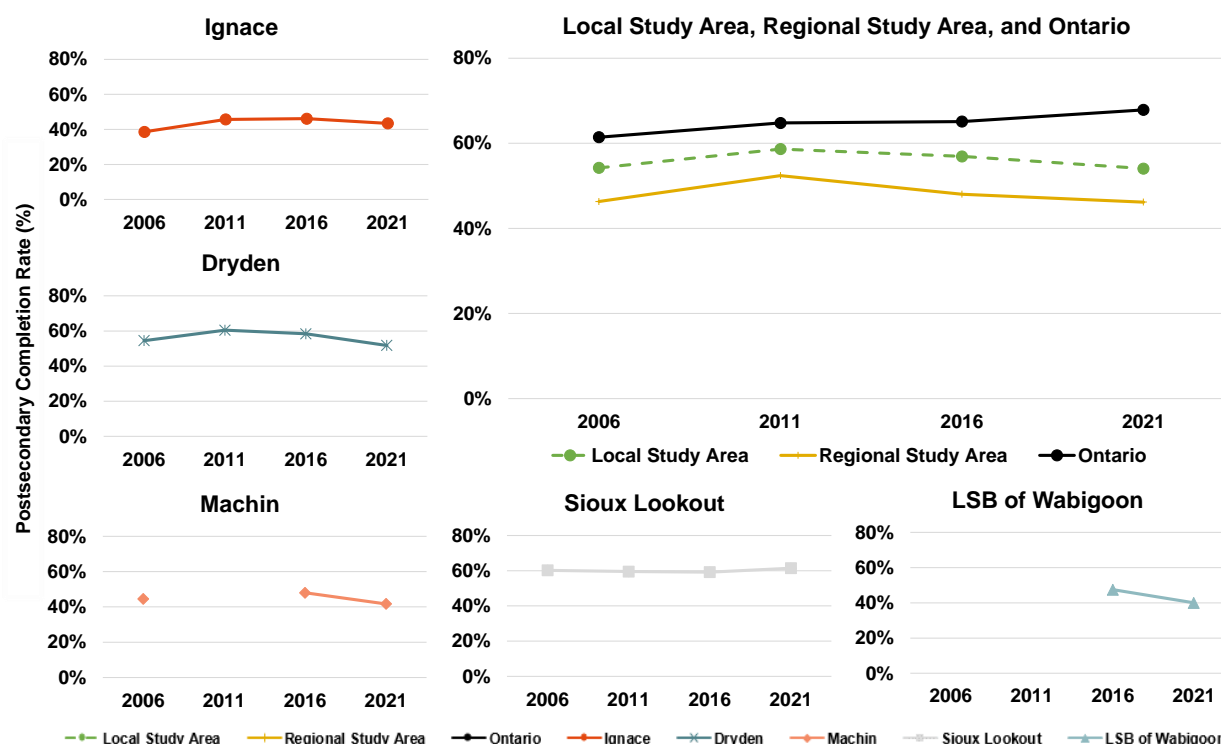 Ignace
80%
60%
40%
20%
0%
2006 2011 2016 2021
Local Study Area, Regional Study Area, and Ontario
80%
60%
40%
20%
0%
2006 2011 2016 2021
Local Study Area Regional Study Area Ontario
Postsecondary Completion Rate (%)
Dryden
80%
60%
40%
20%
0%
2006 2011 2016 2021
Machin
80%
60%
40%
20%
0%
2006 2011 2016 2021
Sioux Lookout
80%
60%
40%
20%
0%
2006 2011 2016 2021
LSB of Wabigoon
80%
60%
40%
20%
0%
2006 2011 2016 2021
Local Study Area Regional Study Area Ontario Ignace Dryden Machin Sioux Lookout LSB of Wabigoon